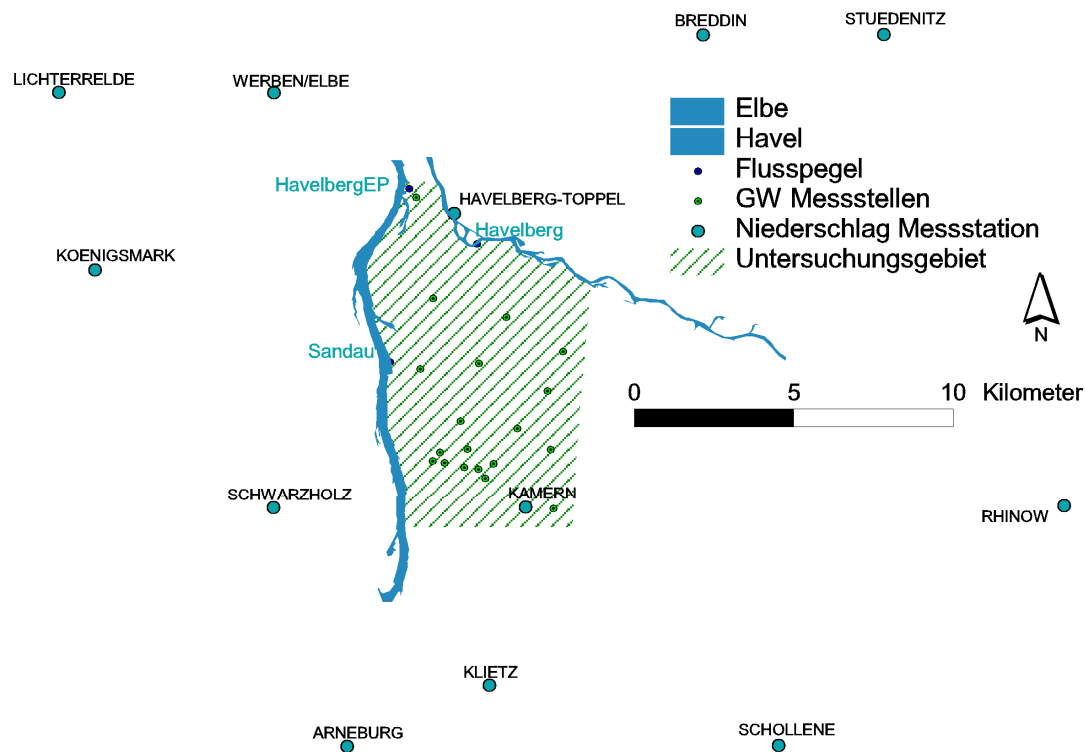 BREDDIN
STUEDENITZ
LICHTERRELDE
WERBEN/ELBE
Elbe
Havel
Flusspegel
GW Messstellen
Niederschlag Messstation
Untersuchungsgebiet
HavelbergEP
HAVELBERG-TOPPEL
Havelberg
KOENIGSMARK
N
Sandau
0 5 10 Kilometer
SCHWARZHOLZ
KAMERN
RHINOW
KLIETZ
ARNEBURG
SCHOLLENE